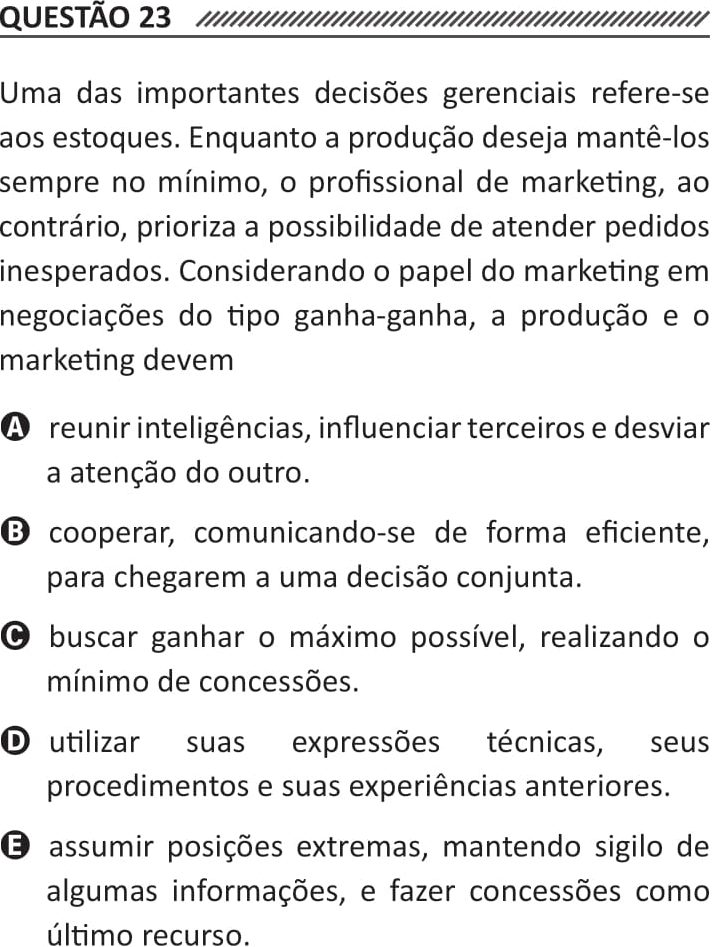 QUESTÃO 23
Uma das importantes decisões gerenciais refere-se
aos estoques. Enquanto a produção deseja mantê-los
sempre no mínimo, o profissional de marketing, ao
contrário, prioriza a possibilidade de atender pedidos
inesperados. Considerando o papel do marketing em
negociações do tipo ganha-ganha, a produção e o
marketing devem
A reunir inteligências, influenciar terceiros e desviar
a atenção do outro.
B cooperar, comunicando-se de forma eficiente,
para chegarem a uma decisão conjunta.
C buscar ganhar o máximo possível, realizando o
mínimo de concessões.
D utilizar suas expressões técnicas, seus
procedimentos e suas experiências anteriores.
E assumir posições extremas, mantendo sigilo de
algumas informações, e fazer concessões como
último recurso.